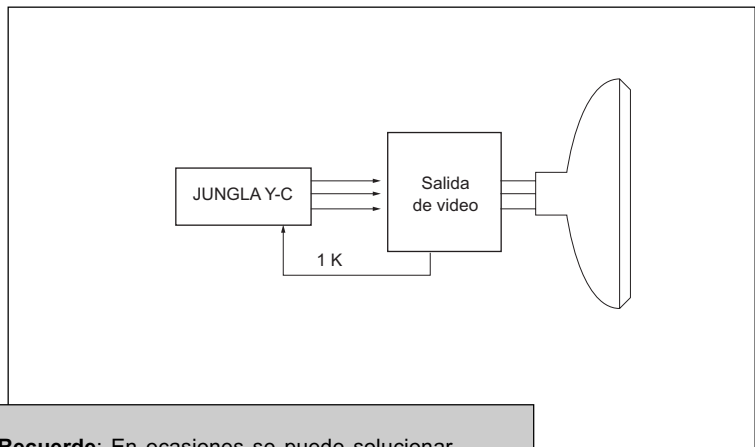 JUNGLA Y-C
Salida
de video
1 K
Recuerde: En ocasiones se puede solucionar